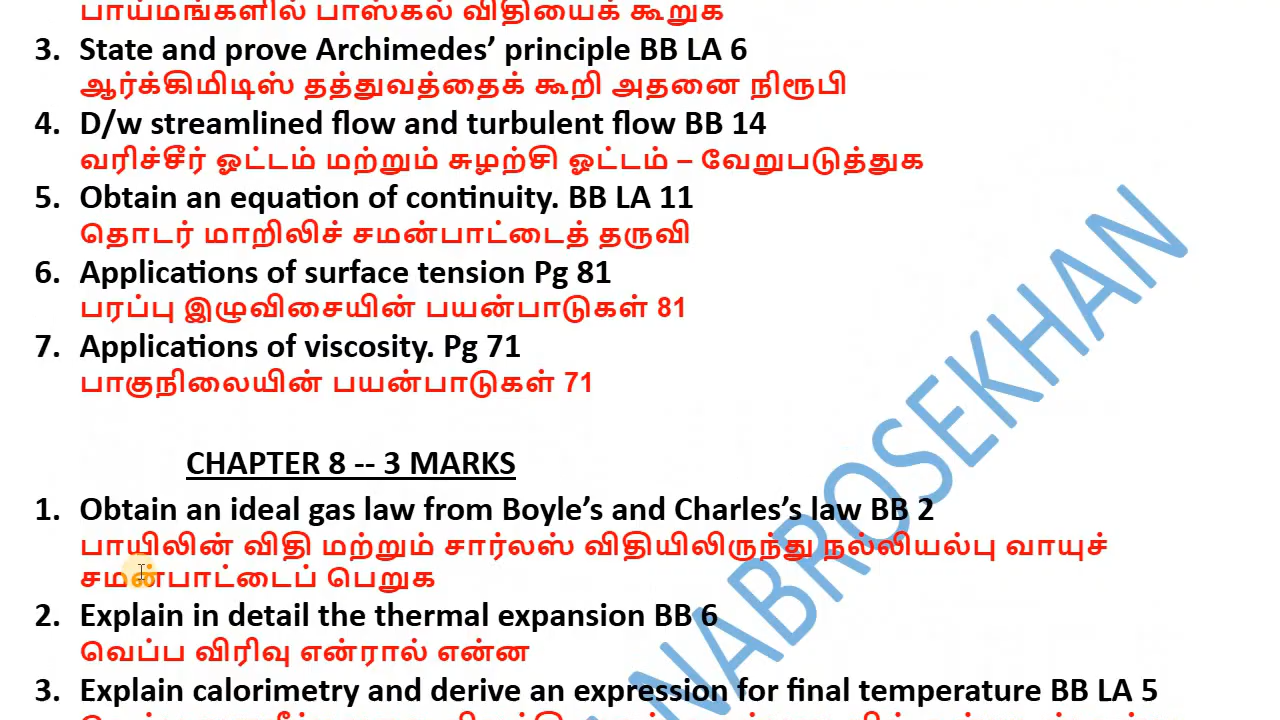 பாய்மங்களில் பாஸ்கல் விதியைக் கூறுக
3. State and prove Archimedes’ principle BB LA 6
ஆர்க்கிமிடிஸ் தத்துவத்தைக் கூறி அதனை நிரூபி
4. D/w streamlined flow and turbulent flow BB 14
வரிச்சீர் ஓட்டம் மற்றும் சுழற்சி ஓட்டம் – வேறுபடுத்துக
5. Obtain an equation of continuity. BB LA 11
தொடர் மாறிலிச் சமன்பாட்டைத் தருவி
6. Applications of surface tension Pg 81
பரப்பு இழுவிசையின் பயன்பாடுகள் 81
7. Applications of viscosity. Pg 71
பாகுநிலையின் பயன்பாடுகள் 71
CHAPTER 8 -- 3 MARKS
1. Obtain an ideal gas law from Boyle’s and Charles’s law BB 2
பாயிலின் விதி மற்றும் சார்லஸ் விதியிலிருந்து நல்லியல்பு வாயுச்
சமன்பாட்டைப் பெறுக
2. Explain in detail the thermal expansion BB 6
வெப்ப விரிவு என்ரால் என்ன
3. Explain calorimetry and derive an expression for final temperature BB LA 5
NABROSEKHAN